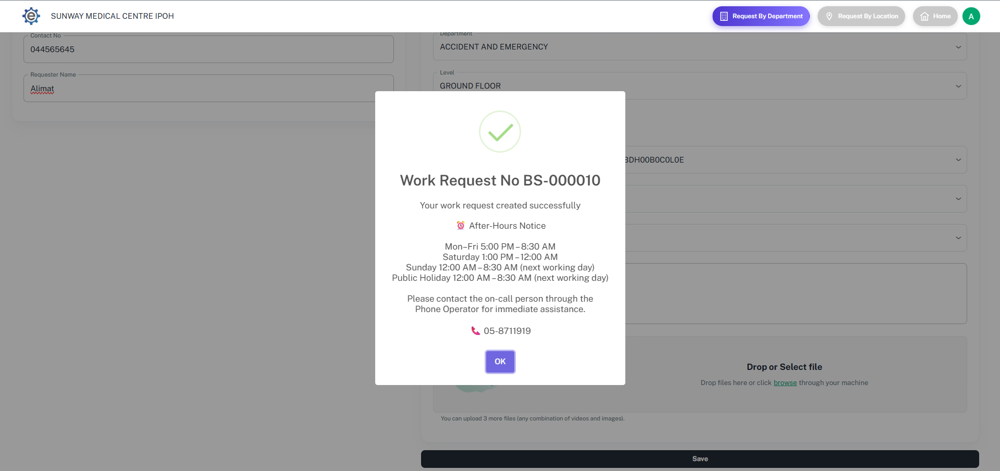 SUNWAY MEDICAL CENTRE IPOH
Request By Department
Request By Location
Home
A
Contact No
044565645
Requester Name
Alimat
Department
ACCIDENT AND EMERGENCY
Level
GROUND FLOOR
BDH00B0C0L0E
Work Request No BS-000010
Your work request created successfully
⏰ After-Hours Notice
Mon–Fri 5:00 PM – 8:30 AM
Saturday 1:00 PM – 12:00 AM
Sunday 12:00 AM – 8:30 AM (next working day)
Public Holiday 12:00 AM – 8:30 AM (next working day)
Please contact the on-call person through the
Phone Operator for immediate assistance.
📞 05-8711919
OK
Drop or Select file
Drop files here or click browse through your machine
You can upload 3 more files (any combination of videos and images).
Save